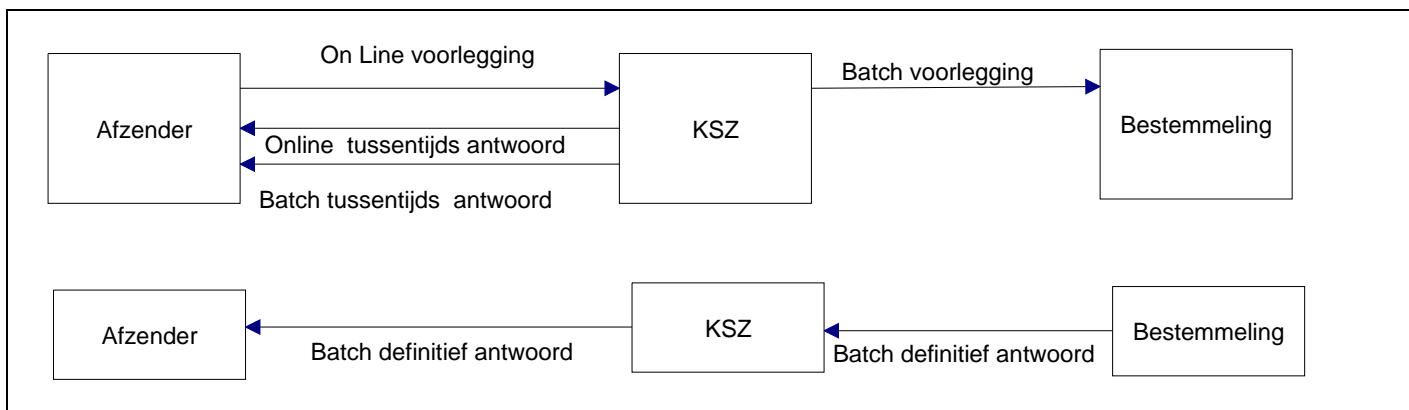 On Line voorlegging
Batch voorlegging
Afzender
KSZ
Bestemmeling
Online tussentijds antwoord
Batch tussentijds antwoord
Afzender
KSZ
Bestemmeling
Batch definitief antwoord
Batch definitief antwoord